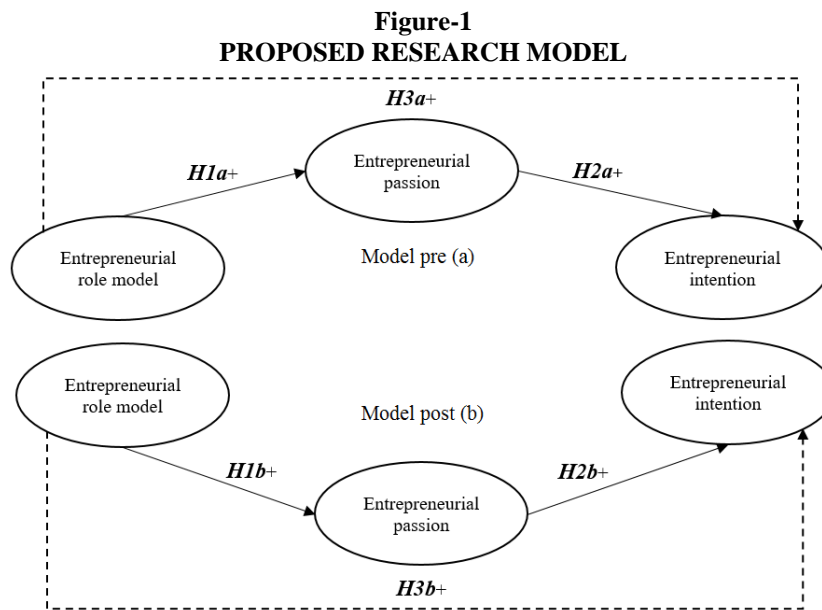 Figure-1
PROPOSED RESEARCH MODEL
H3a+
Entrepreneurial
passion
H1a+
H2a+
Entrepreneurial
role model
Model pre (a)
Entrepreneurial
intention
Entrepreneurial
role model
Model post (b)
Entrepreneurial
intention
H1b+
H2b+
Entrepreneurial
passion
H3b+